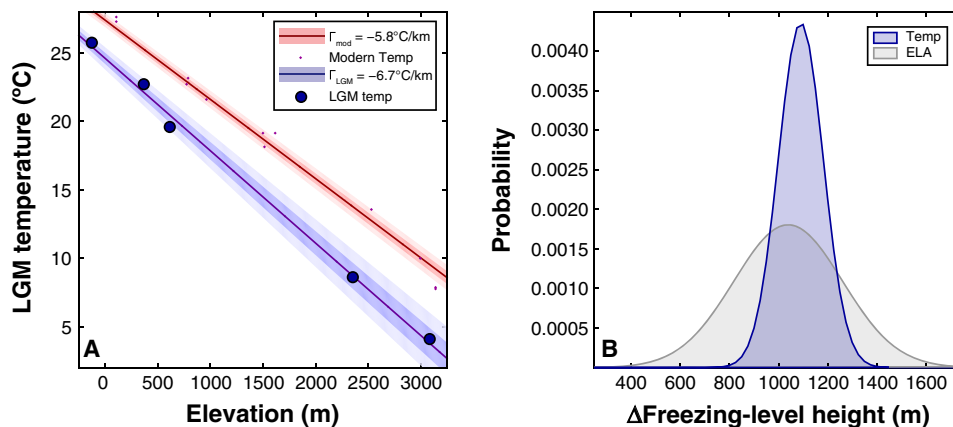 LGM temperature (ºC)
25
20
15
10
5
Γmod = −5.8°C/km
Modern Temp
ΓLGM = −6.7°C/km
LGM temp
A
0 500 1000 1500 2000 2500 3000
Elevation (m)
Probability
0.0040
0.0035
0.0030
0.0025
0.0020
0.0015
0.0010
0.0005
Temp
ELA
B
400 600 800 1000 1200 1400 1600
ΔFreezing-level height (m)